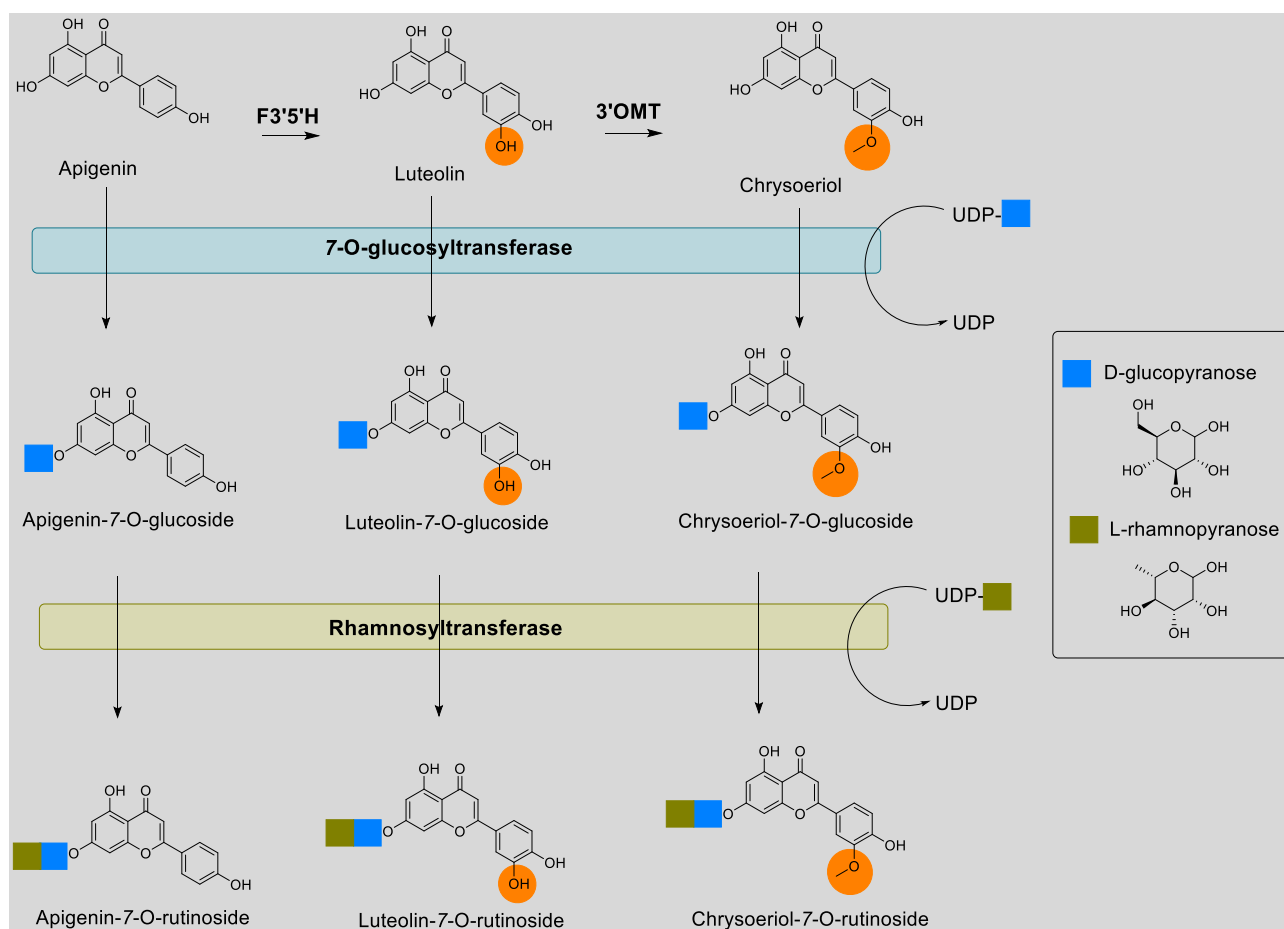 OH O
HO O
OH
Apigenin
F3'5'H
OH O
HO O
OH
OH
Luteolin
3'OMT
OH O
HO O
OH
O
Chrysoeriol
UDP-
7-O-glucosyltransferase
UDP
OH O
O O
OH
Apigenin-7-O-glucoside
OH O
O O
OH
OH
Luteolin-7-O-glucoside
OH O
O O
OH
O
Chrysoeriol-7-O-glucoside
D-glucopyranose
OH
O OH
HO OH
OH
L-rhamnopyranose
O OH
HO OH
OH
UDP-
Rhamnosyltransferase
UDP
OH O
O O
OH
Apigenin-7-O-rutinoside
OH O
O O
OH
OH
Luteolin-7-O-rutinoside
OH O
O O
OH
O
Chrysoeriol-7-O-rutinoside